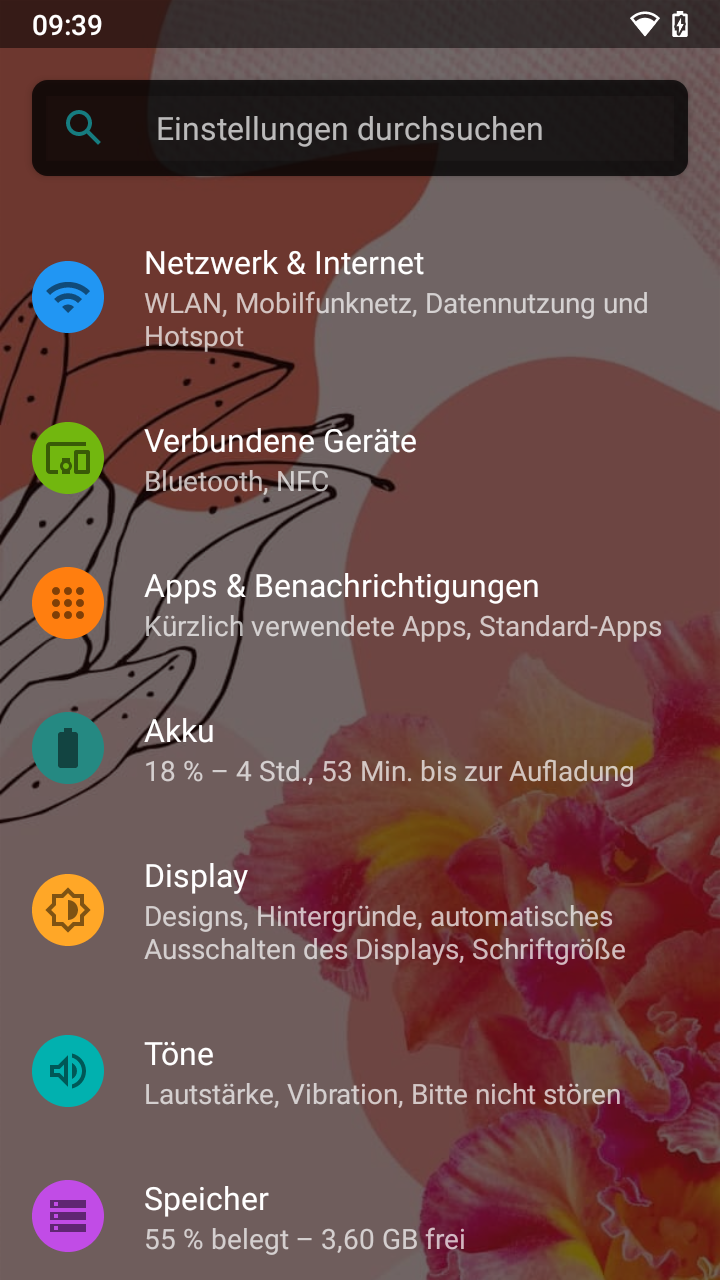 09:39
Einstellungen durchsuchen
Netzwerk & Internet
WLAN, Mobilfunknetz, Datennutzung und
Hotspot
Verbundene Geräte
Bluetooth, NFC
Apps & Benachrichtigungen
Kürzlich verwendete Apps, Standard-Apps
Akku
18 % – 4 Std., 53 Min. bis zur Aufladung
Display
Designs, Hintergründe, automatisches
Ausschalten des Displays, Schriftgröße
Töne
Lautstärke, Vibration, Bitte nicht stören
Speicher
55 % belegt – 3,60 GB frei